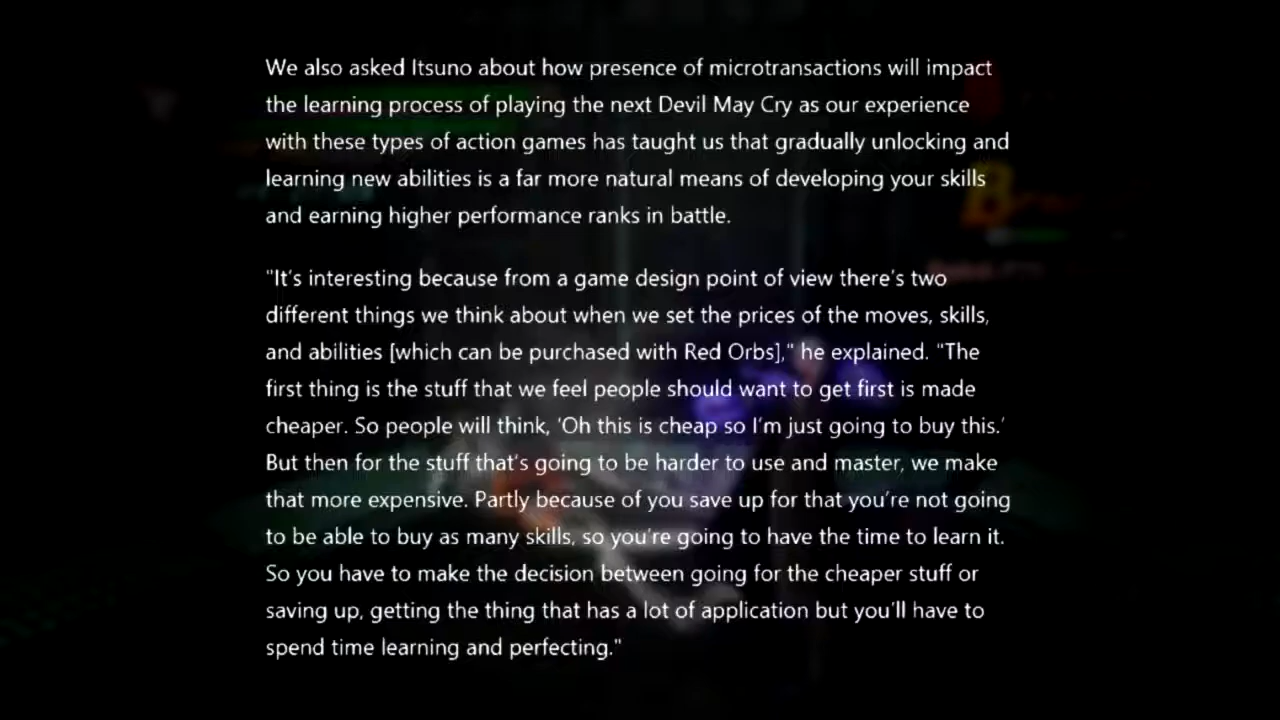 We also asked Itsuno about how presence of microtransactions will impact
the learning process of playing the next Devil May Cry as our experience
with these types of action games has taught us that gradually unlocking and
learning new abilities is a far more natural means of developing your skills
and earning higher performance ranks in battle.
"It's interesting because from a game design point of view there's two
different things we think about when we set the prices of the moves, skills,
and abilities [which can be purchased with Red Orbs]," he explained. "The
first thing is the stuff that we feel people should want to get first is made
cheaper. So people will think, 'Oh this is cheap so I'm just going to buy this.'
But then for the stuff that's going to be harder to use and master, we make
that more expensive. Partly because of you save up for that you're not going
to be able to buy as many skills, so you're going to have the time to learn it.
So you have to make the decision between going for the cheaper stuff or
saving up, getting the thing that has a lot of application but you'll have to
spend time learning and perfecting."